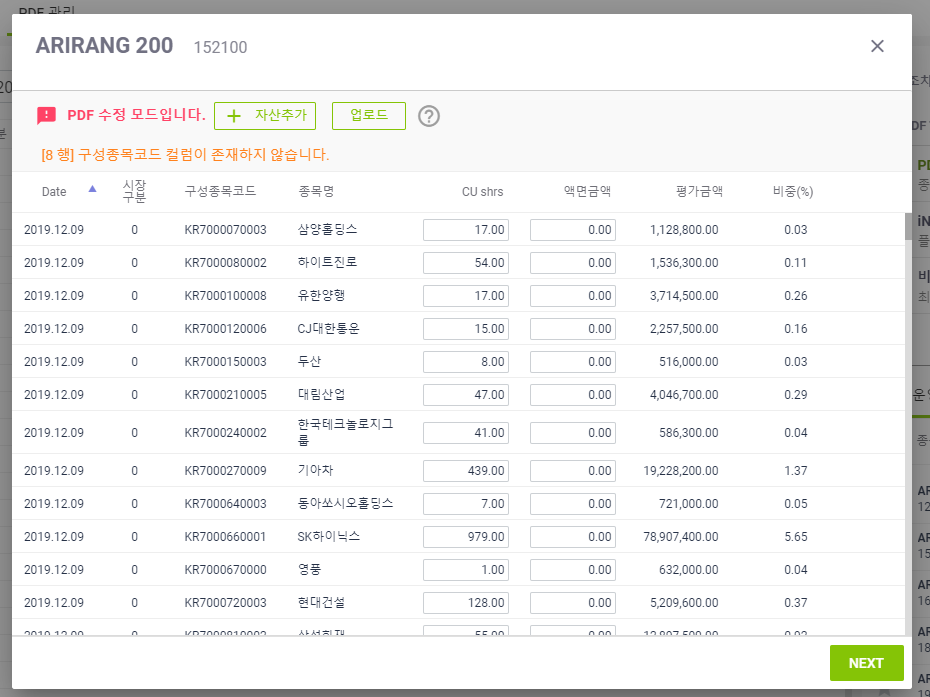 PDF 관리
ARIRANG 200 152100
PDF 수정 모드입니다. + 자산추가 업로드 ?
[8 행] 구성종목코드 컬럼이 존재하지 않습니다.
Date 시장구분 구성종목코드 종목명 CU shrs 액면금액 평가금액 비중(%)
2019.12.09 0 KR7000070003 삼양홀딩스 17.00 0.00 1,128,800.00 0.03
2019.12.09 0 KR7000080002 하이트진로 54.00 0.00 1,536,300.00 0.11
2019.12.09 0 KR7000100008 유한양행 17.00 0.00 3,714,500.00 0.26
2019.12.09 0 KR7000120006 CJ대한통운 15.00 0.00 2,257,500.00 0.16
2019.12.09 0 KR7000150003 두산 8.00 0.00 516,000.00 0.03
2019.12.09 0 KR7000210005 대림산업 47.00 0.00 4,046,700.00 0.29
2019.12.09 0 KR7000240002 한국테크놀로지그룹 41.00 0.00 586,300.00 0.04
2019.12.09 0 KR7000270009 기아차 439.00 0.00 19,228,200.00 1.37
2019.12.09 0 KR7000640003 동아쏘시오홀딩스 7.00 0.00 721,000.00 0.05
2019.12.09 0 KR7000660001 SK하이닉스 979.00 0.00 78,907,400.00 5.65
2019.12.09 0 KR7000670000 영풍 1.00 0.00 632,000.00 0.04
2019.12.09 0 KR7000720003 현대건설 128.00 0.00 5,209,600.00 0.37
NEXT